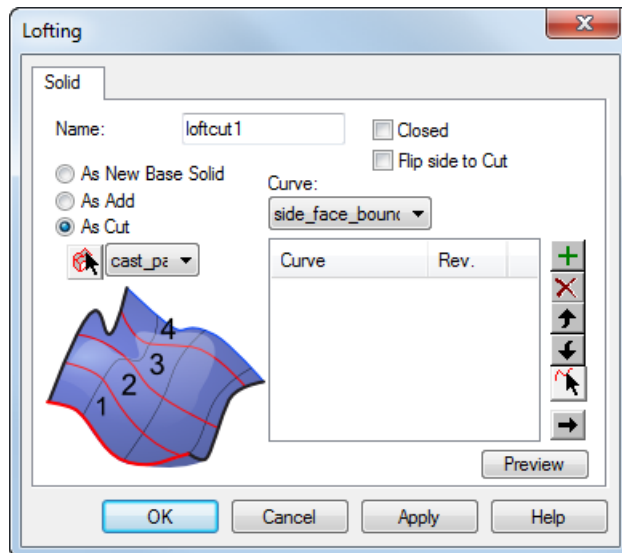 Lofting
Solid
Name: loftcut1
Closed
Flip side to Cut
As New Base Solid
As Add
As Cut
Curve:
side_face_bounc
cast_pa
Curve Rev.
1
2
3
4
Preview
OK Cancel Apply Help